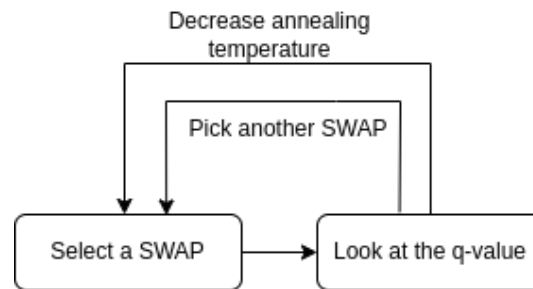 Decrease annealing
temperature
Pick another SWAP
Select a SWAP
Look at the q-value